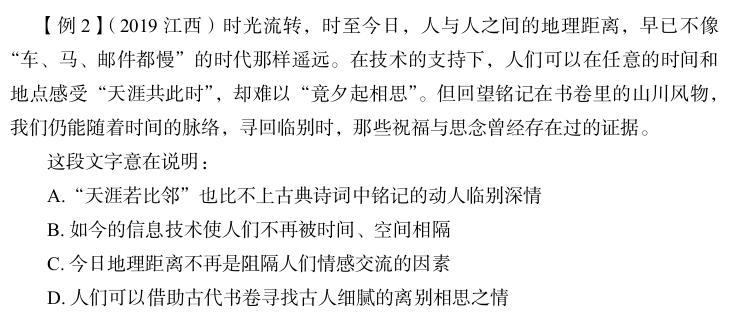 【例 2】（2019 江西）时光流转，时至今日，人与人之间的地理距离，早已不像
“车、马、邮件都慢”的时代那样遥远。在技术的支持下，人们可以在任意的时间和
地点感受“天涯共此时”，却难以“竟夕起相思”。但回望铭记在书卷里的山川风物，
我们仍能随着时间的脉络，寻回临别时，那些祝福与思念曾经存在过的证据。
这段文字意在说明：
A.“天涯若比邻”也比不上古典诗词中铭记的动人临别深情
B. 如今的信息技术使人们不再被时间、空间相隔
C. 今日地理距离不再是阻隔人们情感交流的因素
D. 人们可以借助古代书卷寻找古人细腻的离别相思之情